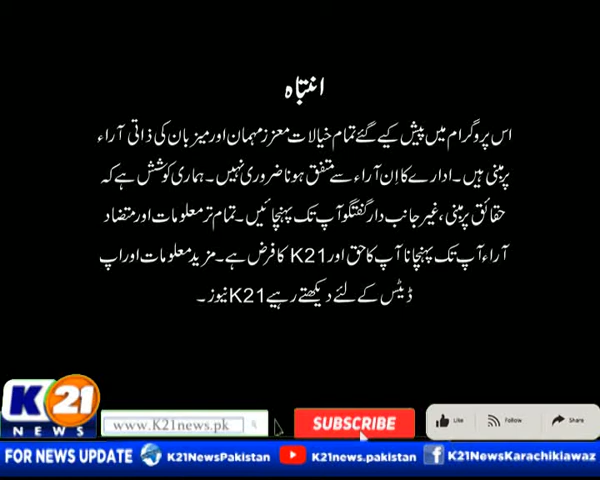 انتباہ
اس پروگرام میں پیش کیے گئے تمام خیالات معزز مہمان اور میزبان کی ذاتی آراء
پر مبنی ہیں۔ ادارے کا اِن آراء سے متفق ہونا ضروری نہیں۔ ہماری کوشش ہے کہ
حقائق پر مبنی، غیر جانب دار گفتگو آپ تک پہنچائیں۔ تمام تر معلومات اور متضاد
آراء آپ تک پہنچانا آپ کا حق اور K21 کا فرض ہے۔ مزید معلومات اور اپ
ڈیٹس کے لئے دیکھتے رہیے K21 نیوز۔
K21
NEWS
www.K21news.pk
SUBSCRIBE
Like
Follow
Share
FOR NEWS UPDATE
K21NewsPakistan
K21news.pakistan
K21NewsKarachikiawaz